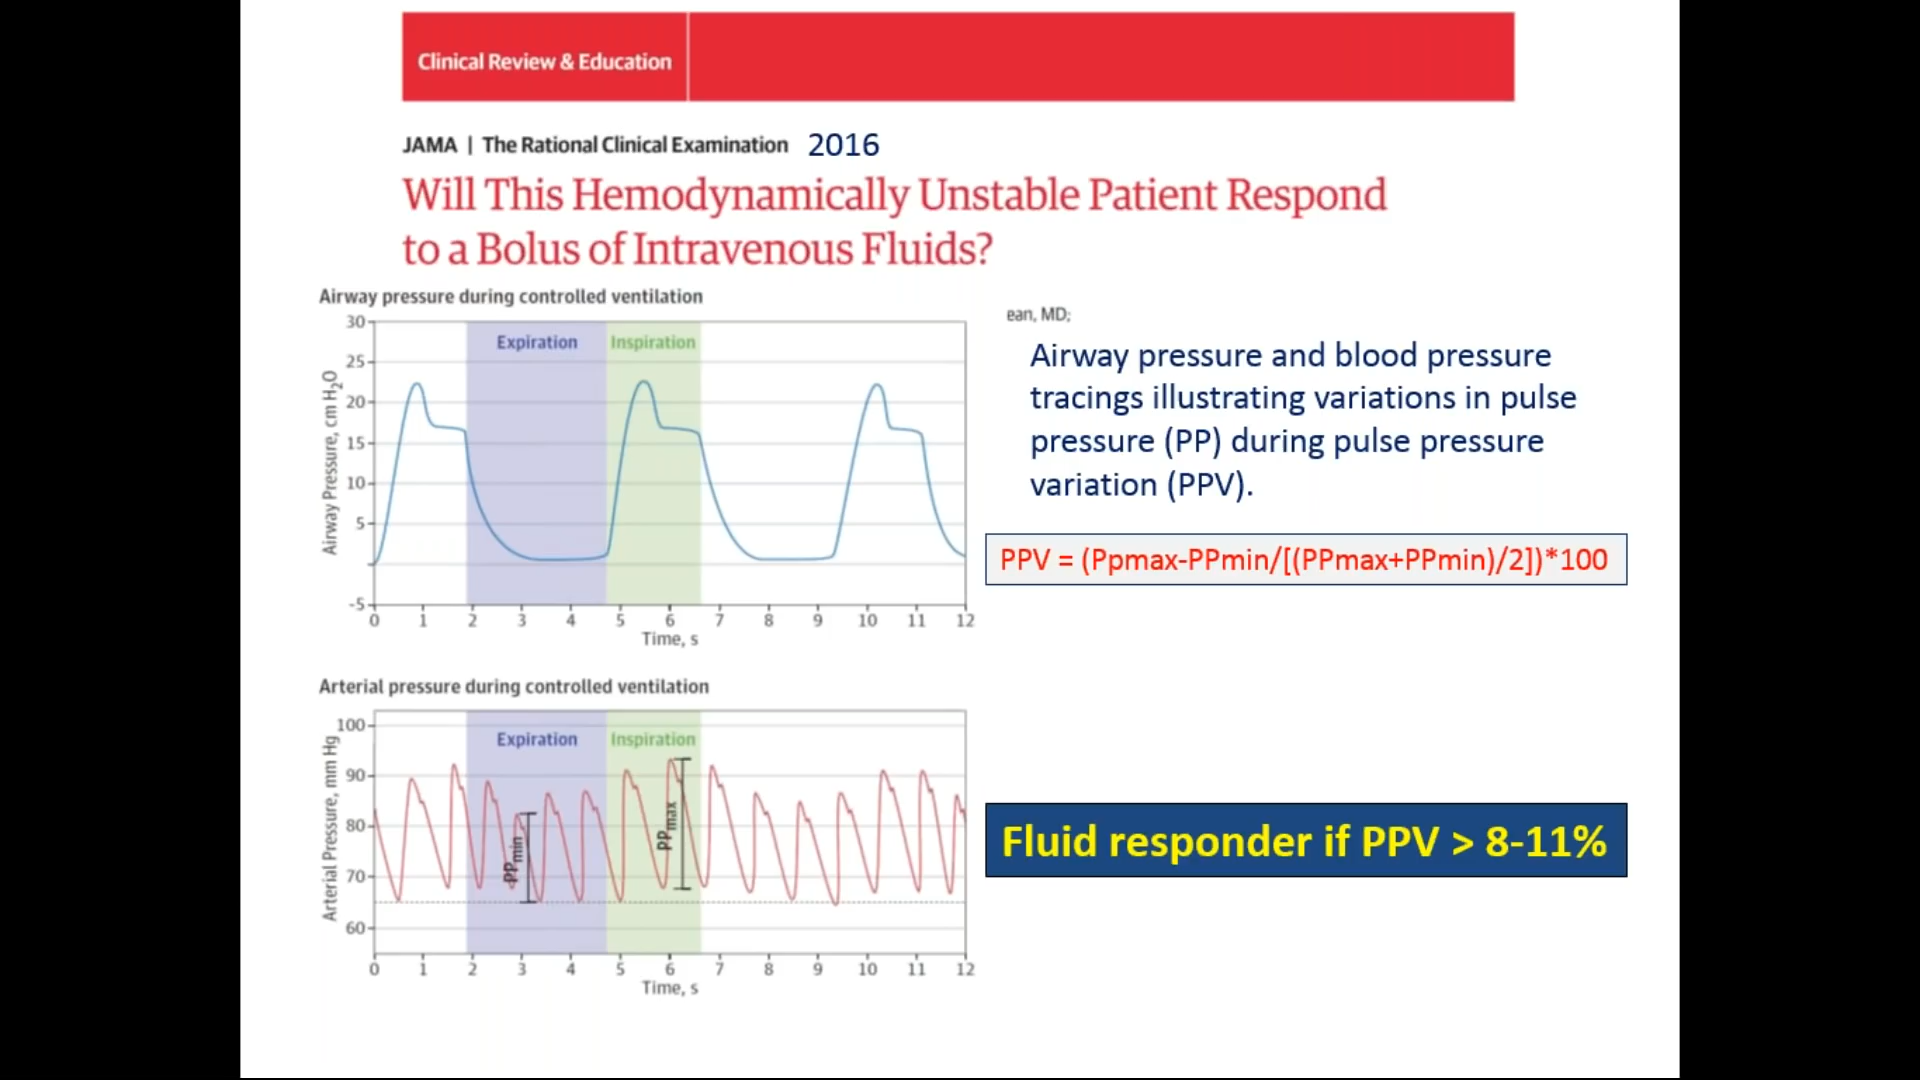 Clinical Review & Education
JAMA | The Rational Clinical Examination 2016
Will This Hemodynamically Unstable Patient Respond
to a Bolus of Intravenous Fluids?
Airway pressure during controlled ventilation
30
25
20
15
10
5
-5
Airway Pressure, cm H₂O
Expiration
Inspiration
0 1 2 3 4 5 6 7 8 9 10 11 12
Time, s
ean, MD;
Airway pressure and blood pressure
tracings illustrating variations in pulse
pressure (PP) during pulse pressure
variation (PPV).
PPV = (Ppmax-PPmin/[(PPmax+PPmin)/2])*100
Arterial pressure during controlled ventilation
100
90
80
70
60
Arterial Pressure, mm Hg
Expiration
Inspiration
PPmin
PPmax
0 1 2 3 4 5 6 7 8 9 10 11 12
Time, s
Fluid responder if PPV > 8-11%